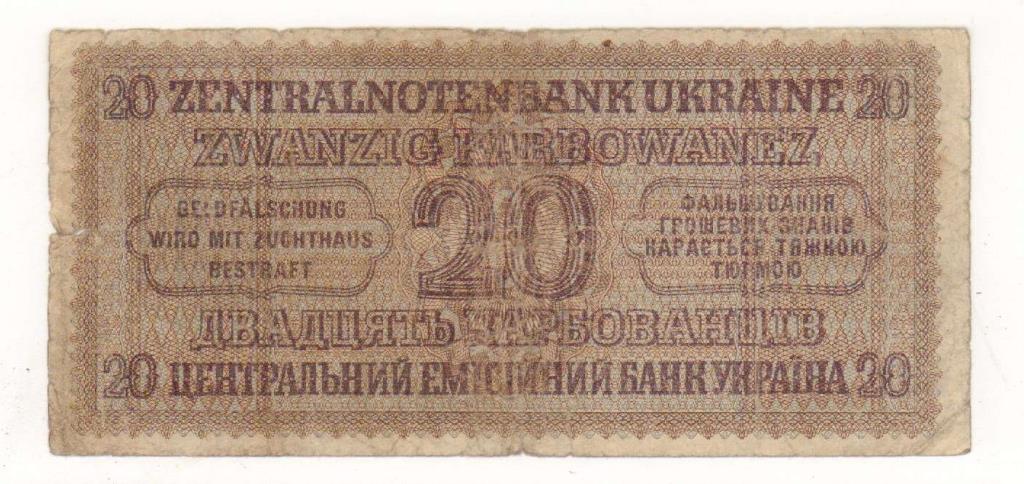 20 ZENTRALNOTENBANK UKRAINE 20
ZWANZIG KARBOWANEZ
GELDFÄLSCHUNG
WIRD MIT ZUCHTHAUS
BESTRAFT
20
ФАЛЬШУВАННЯ
ГРОШЕВИХ ЗНАКІВ
КАРАЄТЬСЯ ТЯЖКОЮ
ТЮРМОЮ
ДВАДЦЯТЬ КАРБОВАНЦІВ
20 ЦЕНТРАЛЬНИЙ ЕМІСІЙНИЙ БАНК УКРАЇНА 20